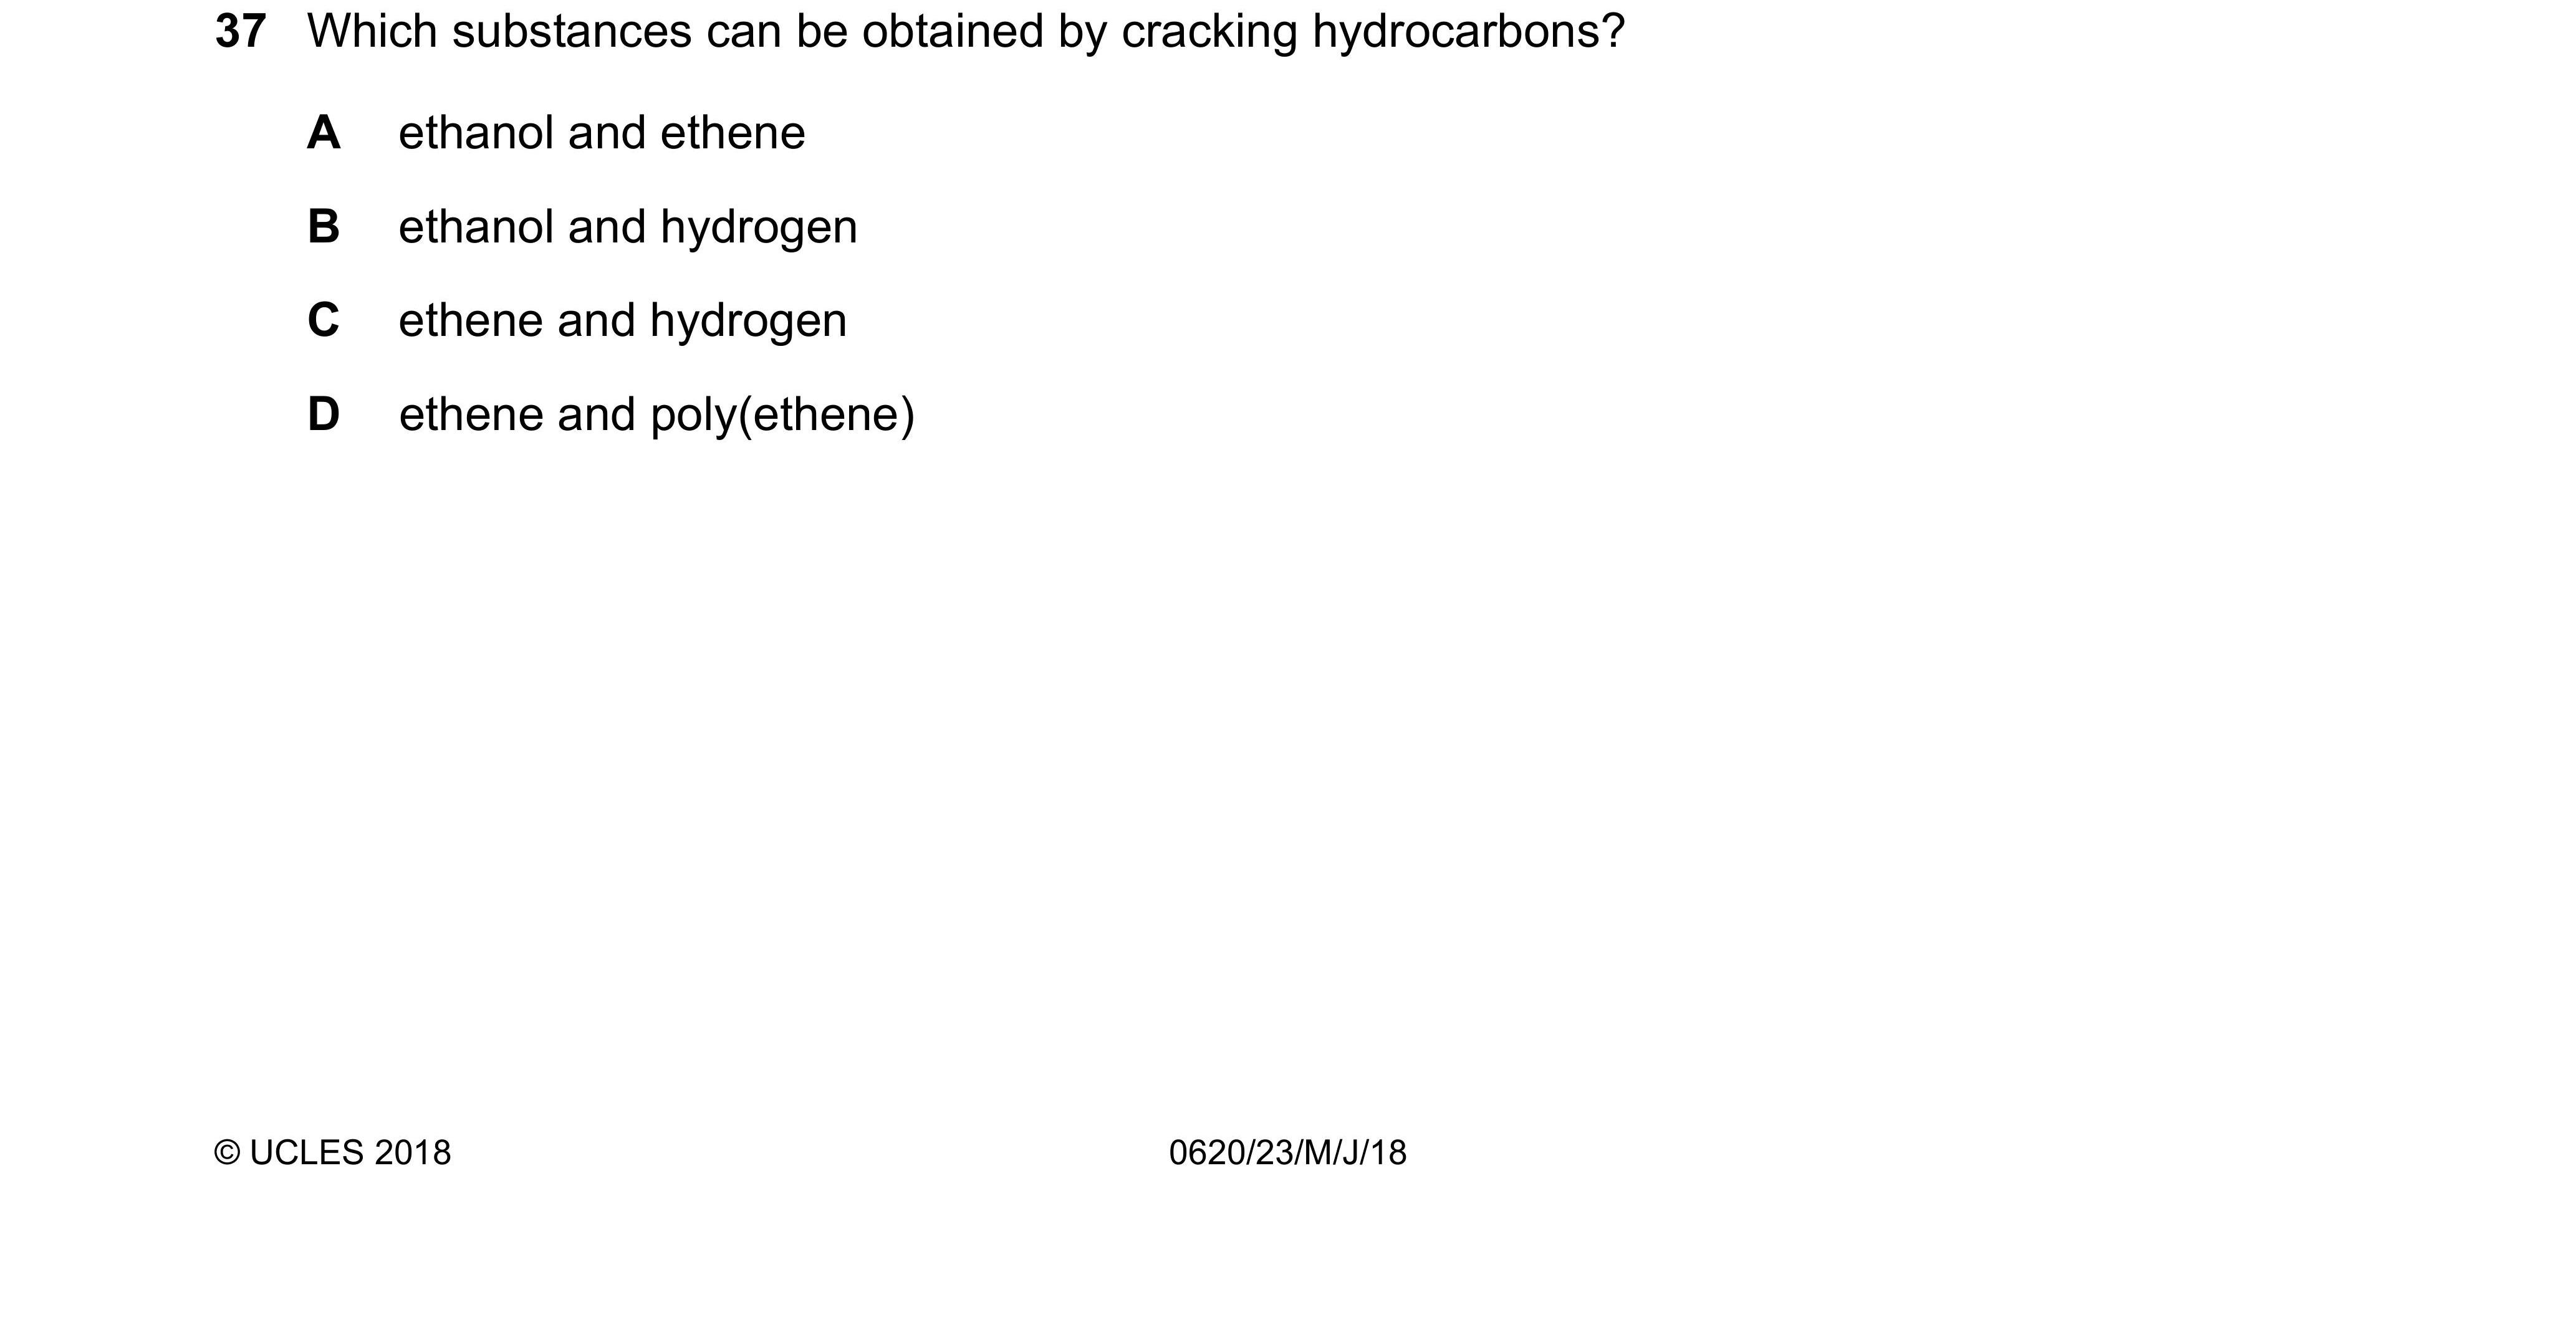 37 Which substances can be obtained by cracking hydrocarbons?
A ethanol and ethene
B ethanol and hydrogen
C ethene and hydrogen
D ethene and poly(ethene)
© UCLES 2018 0620/23/M/J/18